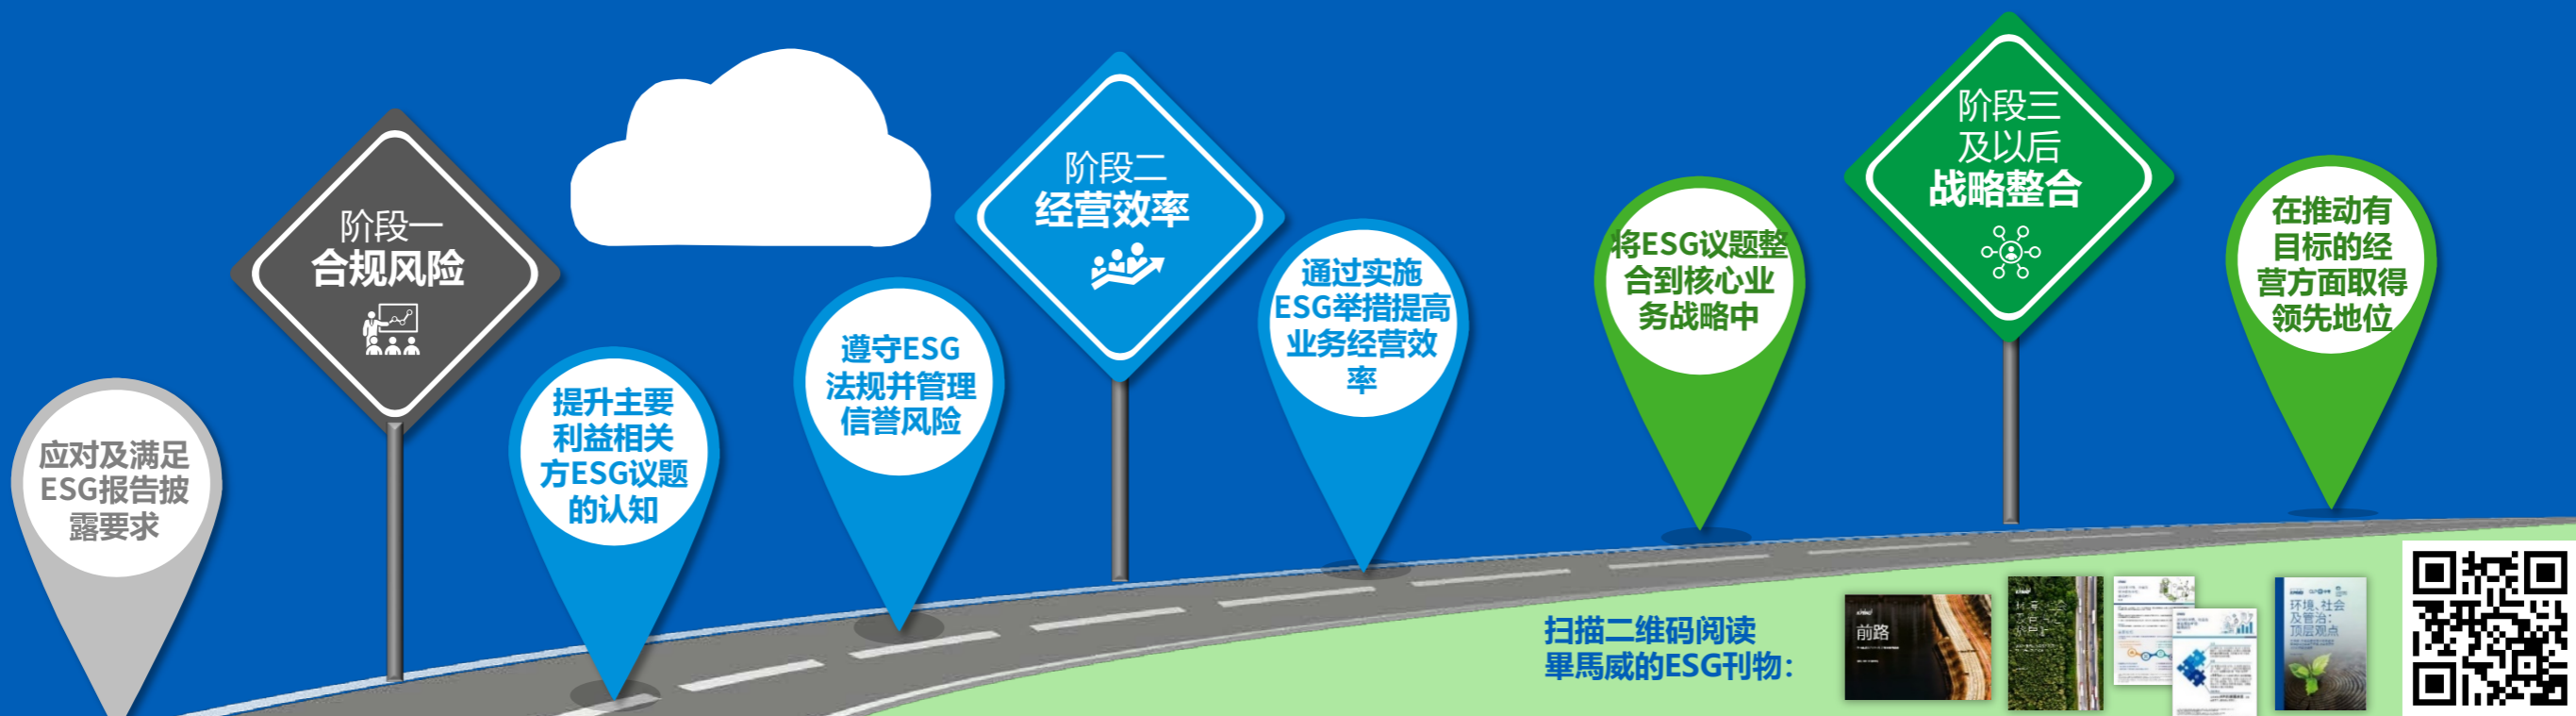 应对及满足
ESG报告披
露要求
阶段一
合规风险
提升主要
利益相关
方ESG议题
的认知
遵守ESG
法规并管理
信誉风险
阶段二
经营效率
通过实施
ESG举措提高
业务经营效
率
将ESG议题整
合到核心业
务战略中
阶段三
及以后
战略整合
在推动有
目标的经
营方面取得
领先地位
扫描二维码阅读
畢馬威的ESG刊物：
前路
环境、社会
及管治：
顶层观点